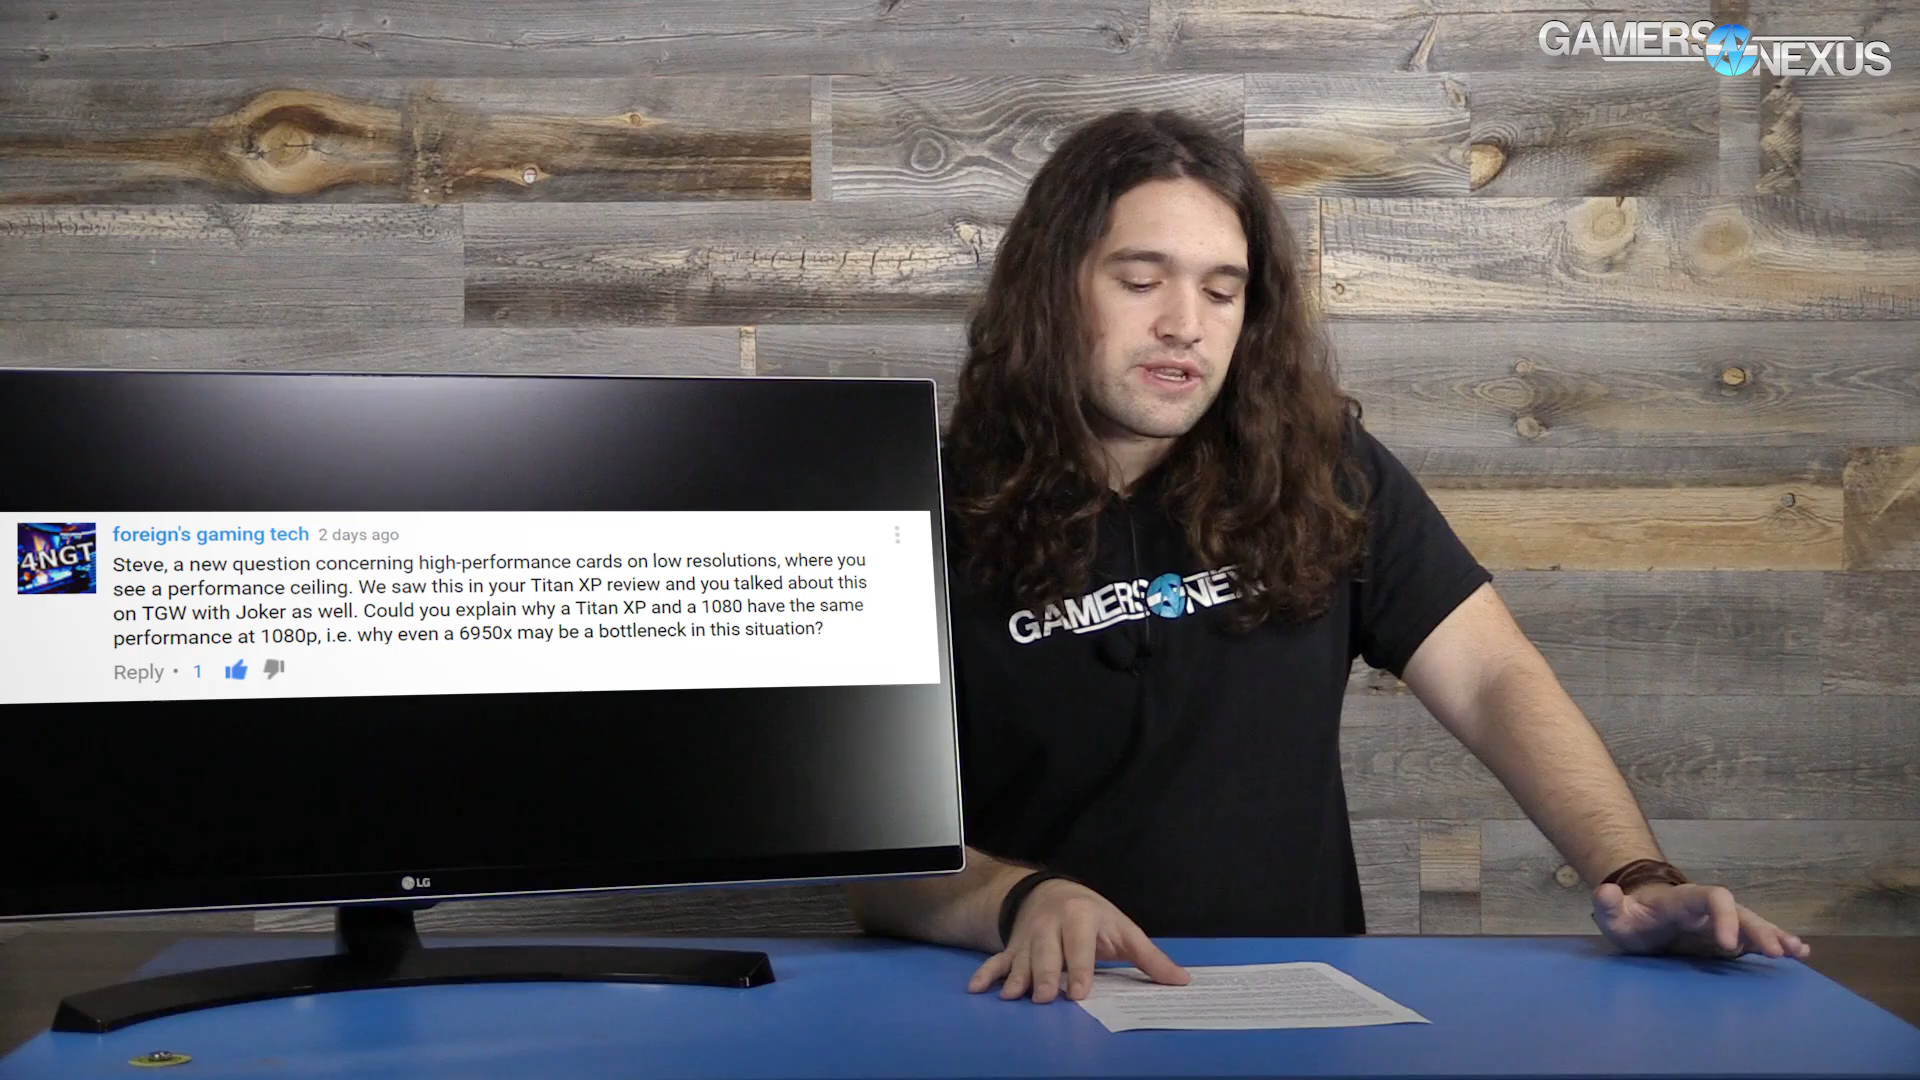 GAMERS NEXUS
4NGT
foreign's gaming tech 2 days ago
Steve, a new question concerning high-performance cards on low resolutions, where you
see a performance ceiling. We saw this in your Titan XP review and you talked about this
on TGW with Joker as well. Could you explain why a Titan XP and a 1080 have the same
performance at 1080p, i.e. why even a 6950x may be a bottleneck in this situation?
Reply • 1
GAMERS NEX
LG